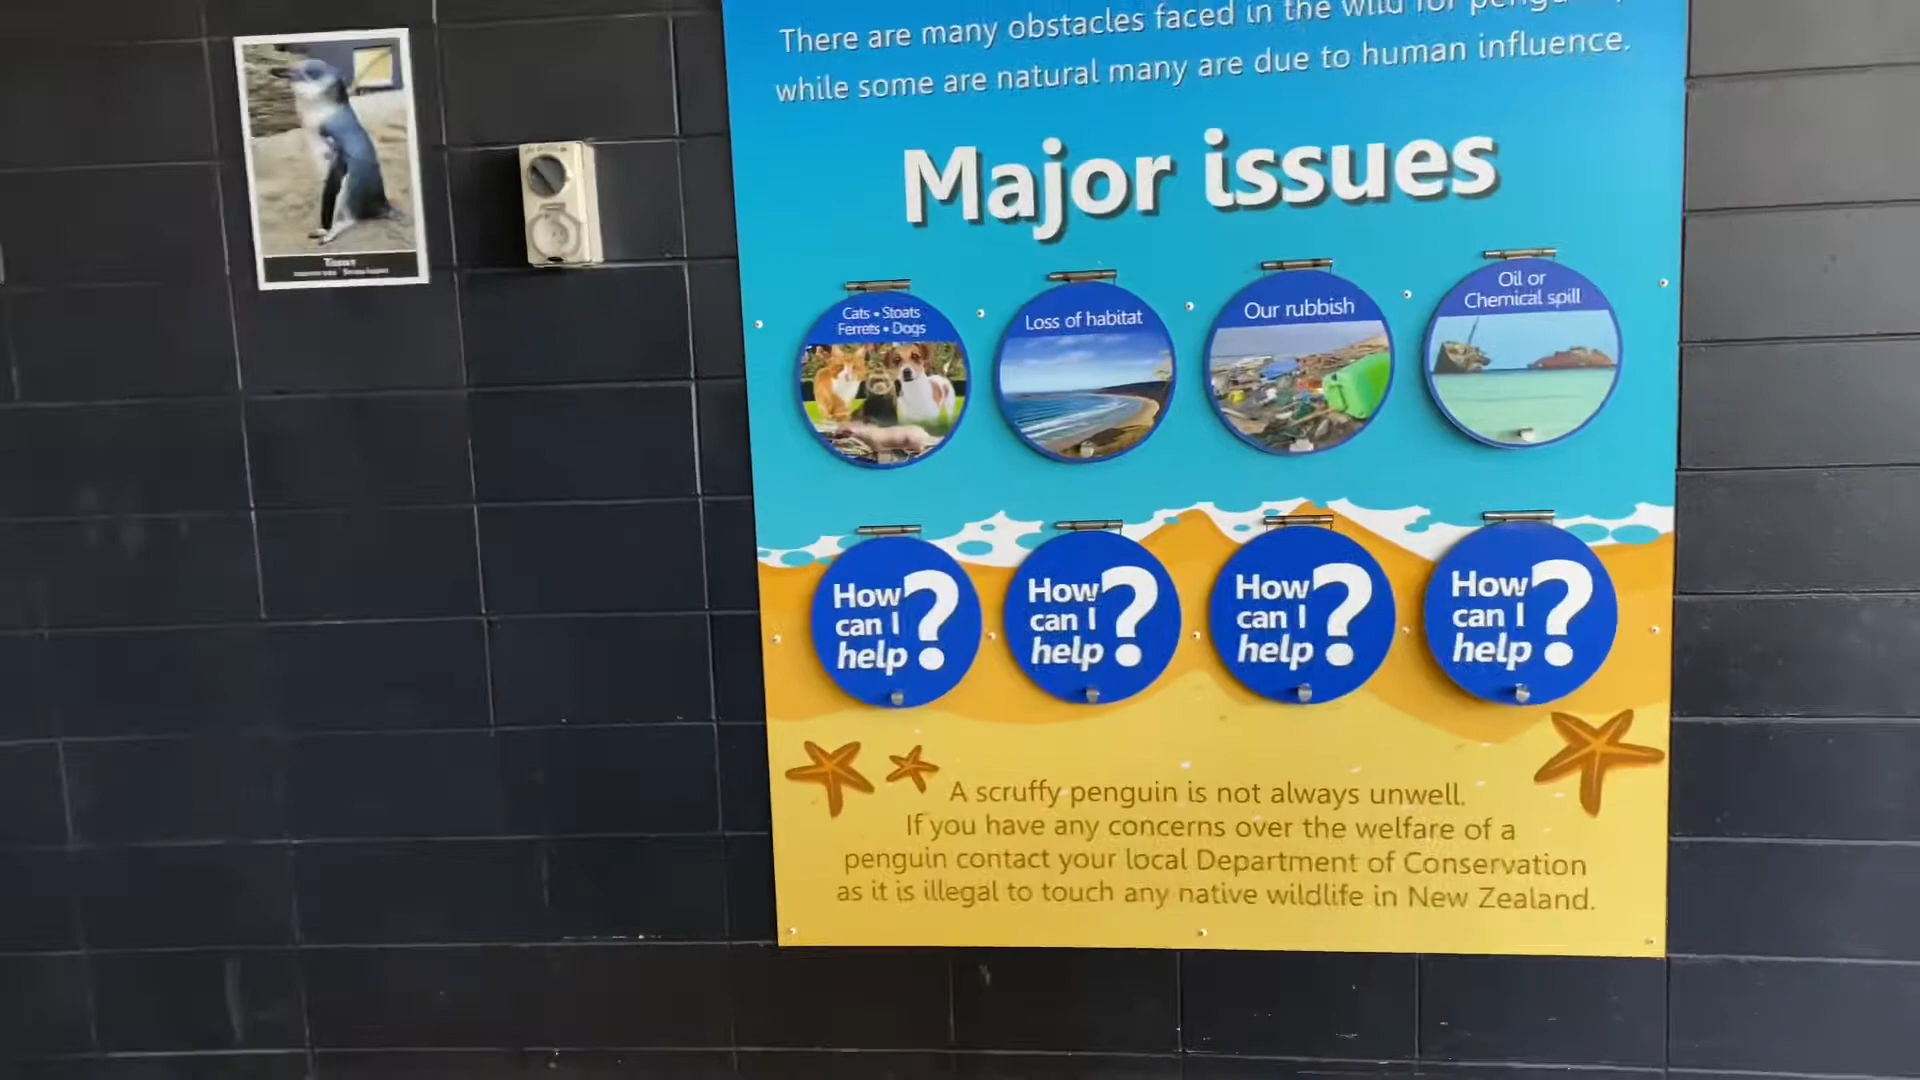 There are many obstacles faced in the wild for
while some are natural many are due to human influence.
Major issues
Cats • Stoats
Ferrets • Dogs
Loss of habitat
Our rubbish
Oil or
Chemical spill
How can I help?
How can I help?
How can I help?
How can I help?
A scruffy penguin is not always unwell.
If you have any concerns over the welfare of a
penguin contact your local Department of Conservation
as it is illegal to touch any native wildlife in New Zealand.